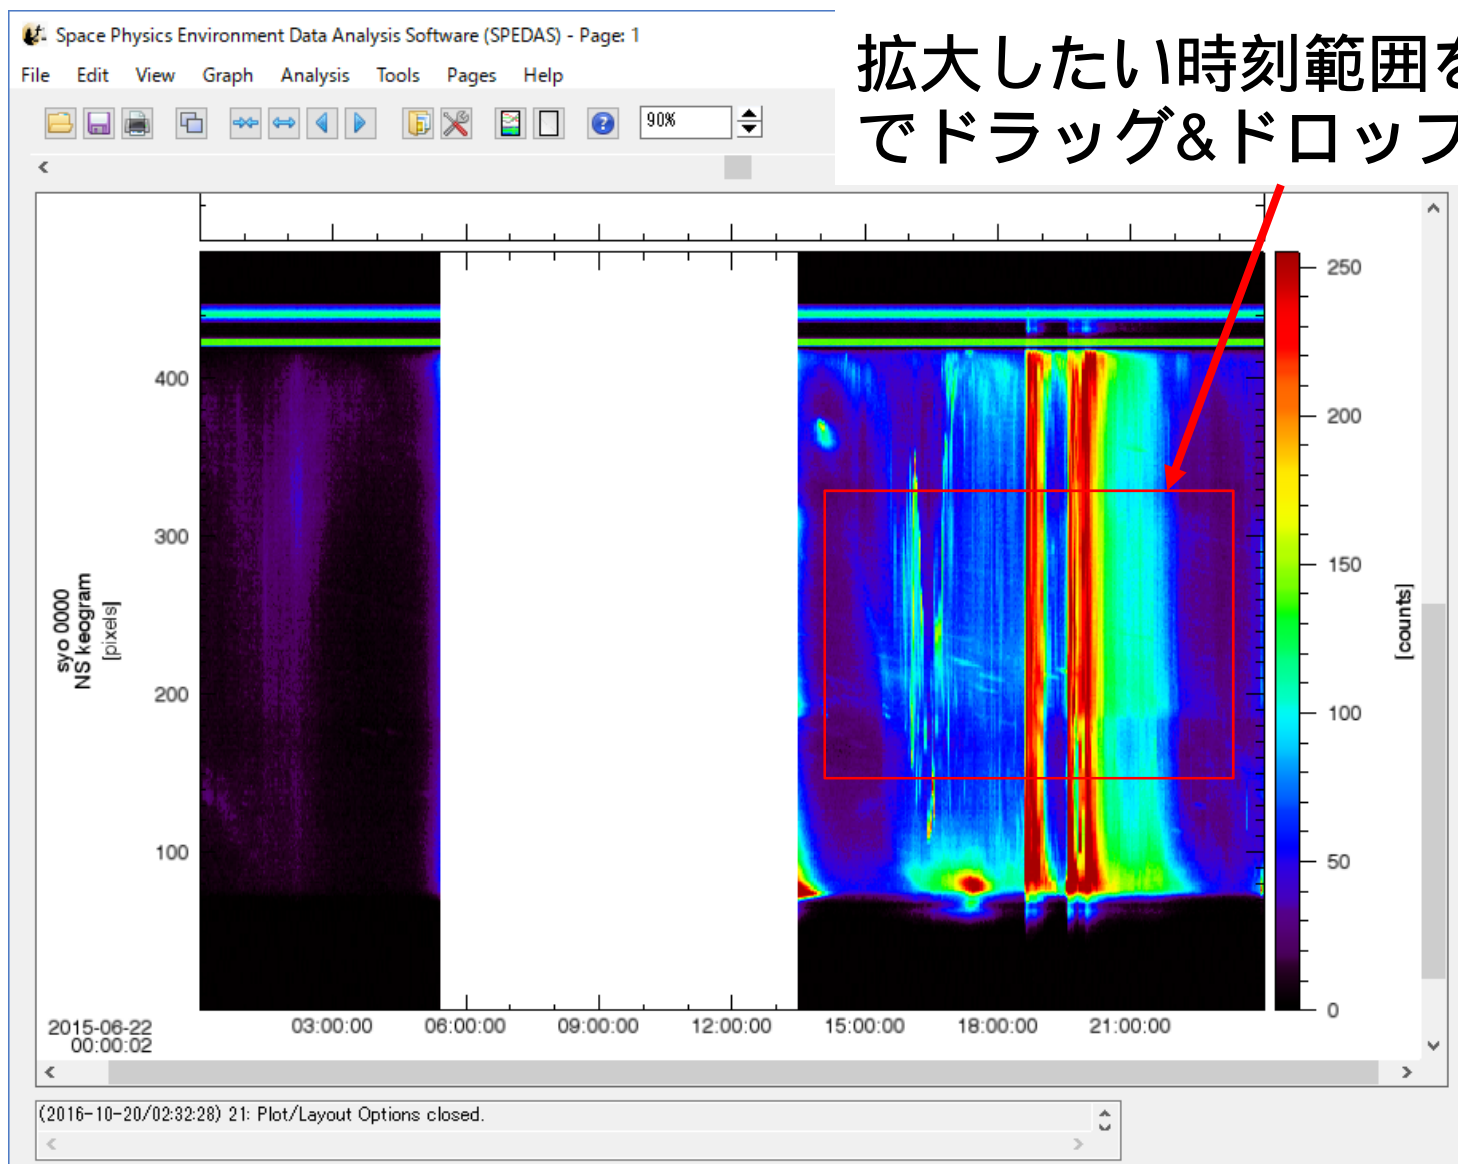 Space Physics Environment Data Analysis Software (SPEDAS) - Page: 1
File Edit View Graph Analysis Tools Pages Help
90%
拡大したい時刻範囲を
でドラッグ&ドロップ
400
300
200
100
syo 0000
NS keogram
[pixels]
250
200
150
100
50
0
[counts]
2015-06-22
00:00:02
03:00:00 06:00:00 09:00:00 12:00:00 15:00:00 18:00:00 21:00:00
(2016-10-20/02:32:28) 21: Plot/Layout Options closed.